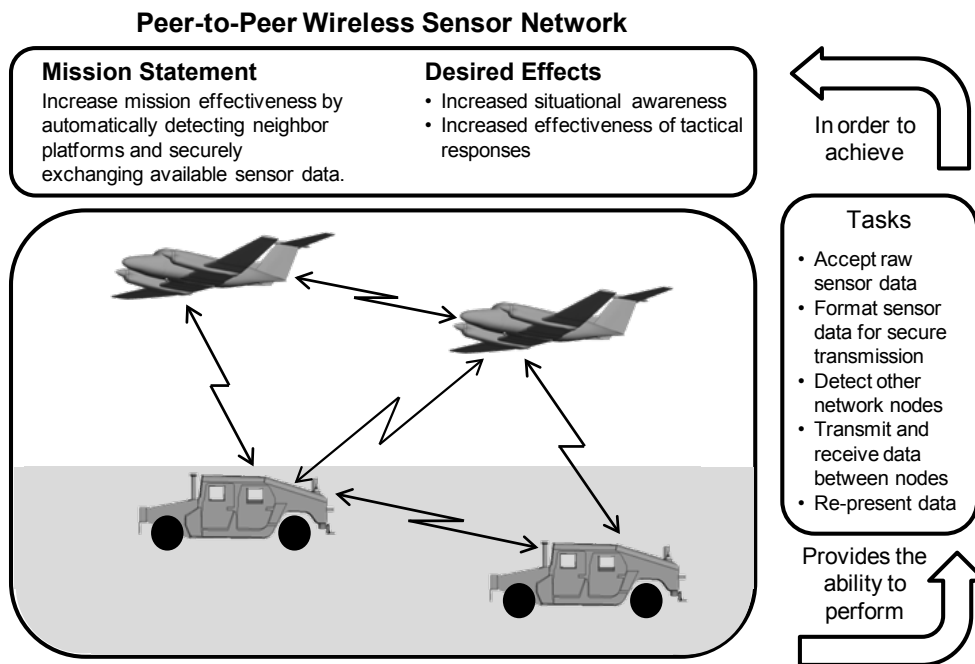 Peer-to-Peer Wireless Sensor Network
Mission Statement
Increase mission effectiveness by
automatically detecting neighbor
platforms and securely
exchanging available sensor data.
Desired Effects
• Increased situational awareness
• Increased effectiveness of tactical
responses
In order to
achieve
Tasks
• Accept raw
sensor data
• Format sensor
data for secure
transmission
• Detect other
network nodes
• Transmit and
receive data
between nodes
• Re-present data
Provides the
ability to
perform